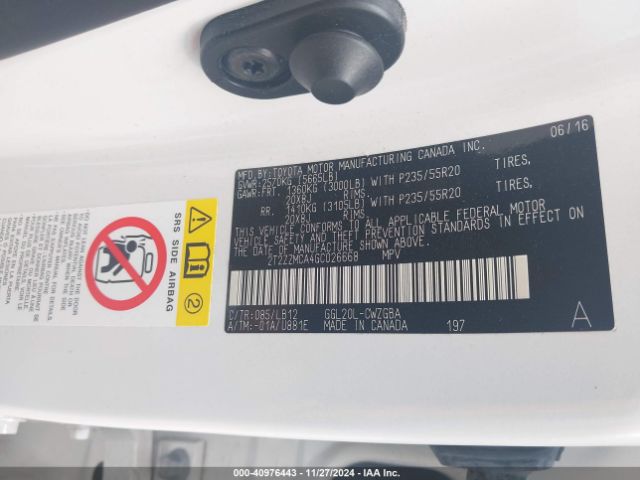 06/16
MFD.BY:TOYOTA MOTOR MANUFACTURING CANADA INC.
GVWR:2570KG (5665LB)
GAWR:FRT. 1360KG (3000LB) WITH P235/55R20 TIRES,
20X8J RIMS
RR. 1410KG (3105LB) WITH P235/55R20 TIRES,
20X8J RIMS
THIS VEHICLE CONFORMS TO ALL APPLICABLE FEDERAL MOTOR
VEHICLE SAFETY AND THEFT PREVENTION STANDARDS IN EFFECT ON
THE DATE OF MANUFACTURE SHOWN ABOVE.
2T2ZZMCA4GC026668 MPV
C/TR:085/LB12 GGL20L-CWZGBA
A/TM:-01A/U881E MADE IN CANADA 197 A
SRS SIDE AIRBAG
2
000-40976443 - 11/27/2024 - IAA Inc.